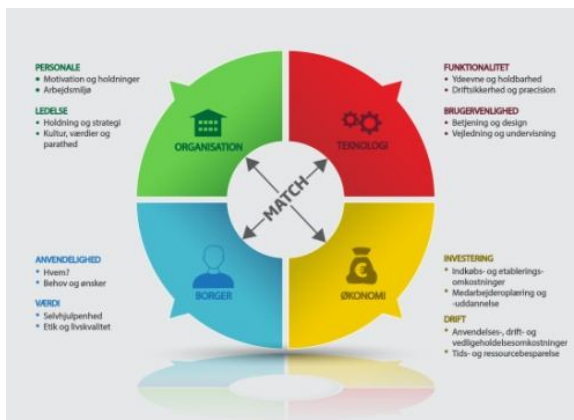 PERSONALE
Motivation og holdninger
Arbejdsmiljø
LEDELSE
Holdning og strategi
Kultur, værdier og
parathed
ORGANISATION
FUNKTIONALITET
Ydeevne og holdbarhed
Driftsikkerhed og præcision
BRUGERVENLIGHED
Betjening og design
Vejledning og undervisning
TEKNOLOGI
MATCH
ANVENDELIGHED
Hvem?
Behov og ønsker
VÆRDI
Selvhjulpenhed
Etik og livskvalitet
BORGER
INVESTERING
Indkøbs- og etablerings-
omkostninger
Medarbejderoplæring og
-uddannelse
DRIFT
Anvendelses-, drift- og
vedligeholdelsesomkostninger
Tids- og ressourcebesparelse
ØKONOMI